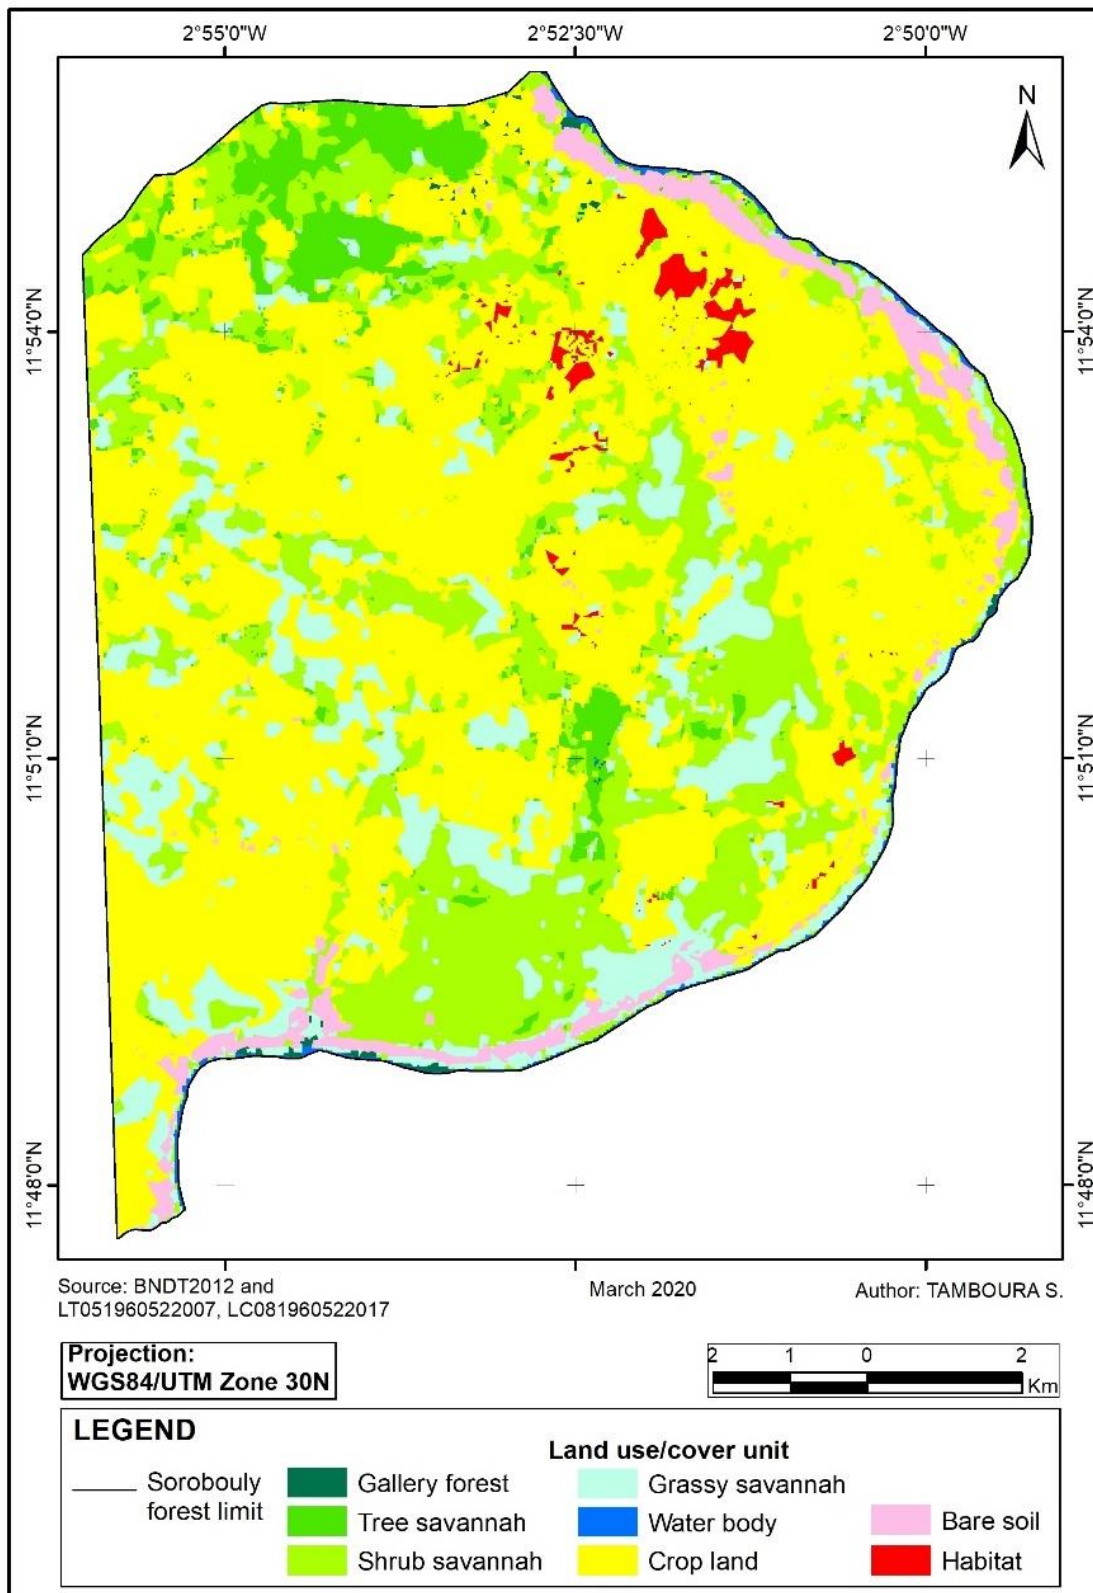 2°55'0"W 2°52'30"W 2°50'0"W
N
11°54'0"N 11°54'0"N
11°51'0"N 11°51'0"N
11°48'0"N 11°48'0"N
Source: BNDT2012 and
LT051960522007, LC081960522017
March 2020
Author: TAMBOURA S.
Projection:
WGS84/UTM Zone 30N
2 1 0 2
Km
LEGEND
Land use/cover unit
Sorobouly
forest limit
Gallery forest
Tree savannah
Shrub savannah
Grassy savannah
Water body
Crop land
Bare soil
Habitat